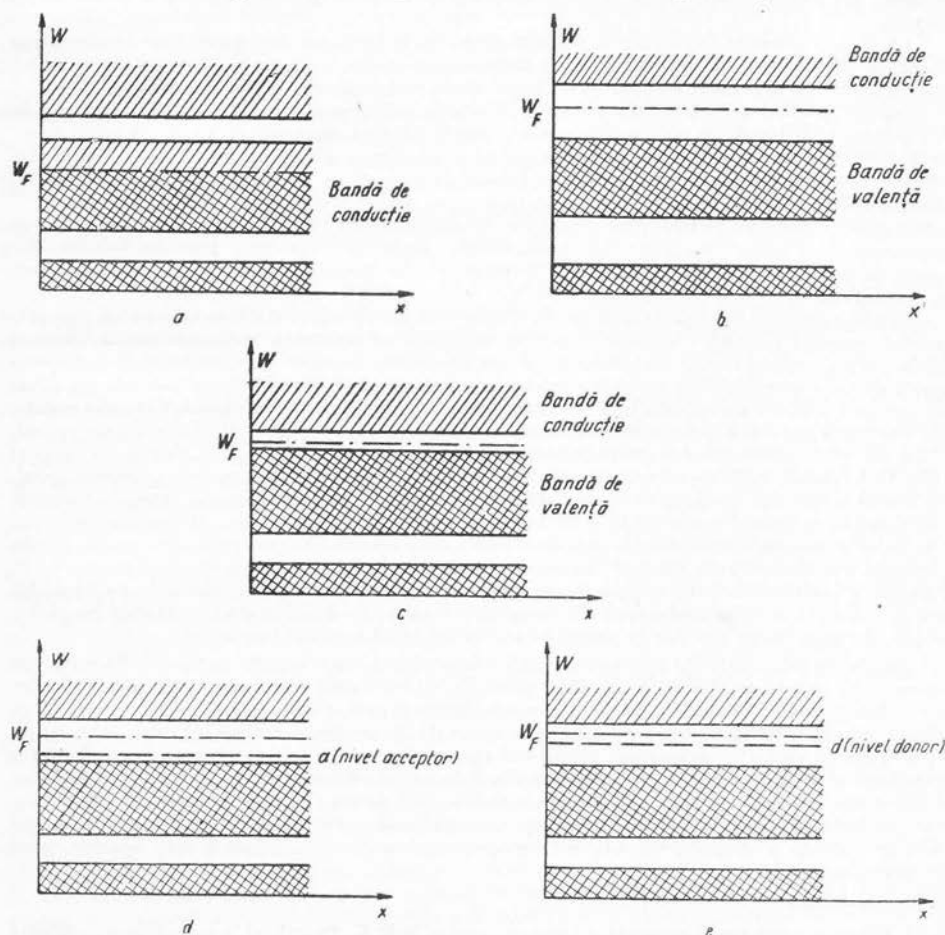 W
W_F
Bandă de
conducție
x
a
W
W_F
Bandă de
conducție
Bandă de
valență
x
b
W
W_F
Bandă de
conducție
Bandă de
valență
x
c
W
W_F
a (nivel acceptor)
x
d
W
W_F
d (nivel donor)
x
e